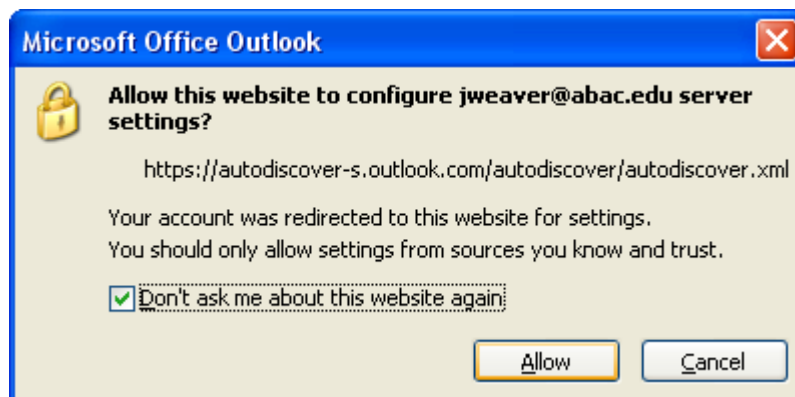 Microsoft Office Outlook
Allow this website to configure jweaver@abac.edu server
settings?
https://autodiscover-s.outlook.com/autodiscover/autodiscover.xml
Your account was redirected to this website for settings.
You should only allow settings from sources you know and trust.
Don't ask me about this website again
Allow Cancel